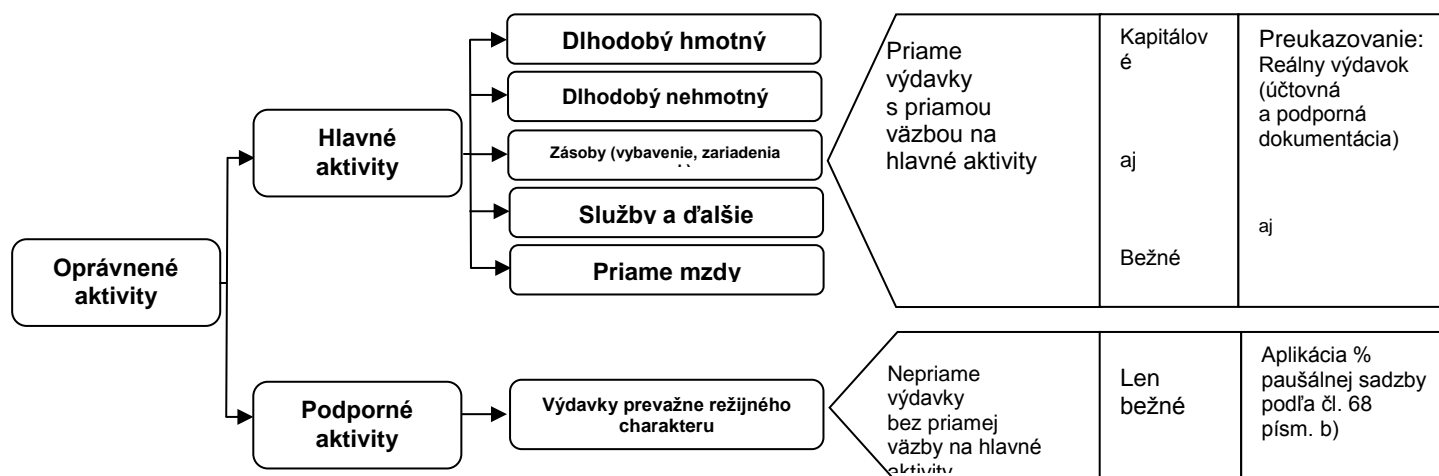 Oprávnené
aktivity
Hlavné
aktivity
Dlhodobý hmotný
Dlhodobý nehmotný
Zásoby (vybavenie, zariadenia
Služby a ďalšie
Priame mzdy
Priame
výdavky
s priamou
väzbou na
hlavné aktivity
Kapitálov
é
aj
Bežné
Preukazovanie:
Reálny výdavok
(účtovná
a podporná
dokumentácia)
aj
Podporné
aktivity
Výdavky prevažne režijného
charakteru
Nepriame
výdavky
bez priamej
väzby na hlavné
aktivity
Len
bežné
Aplikácia %
paušálnej sadzby
podľa čl. 68
písm. b)